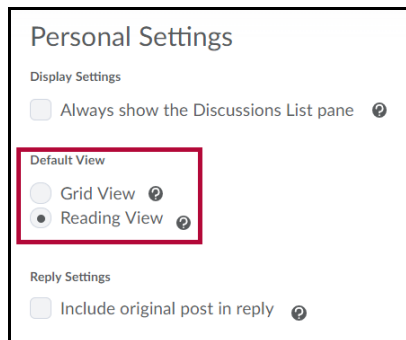 Personal Settings
Display Settings
Always show the Discussions List pane
Default View
Grid View
Reading View
Reply Settings
Include original post in reply